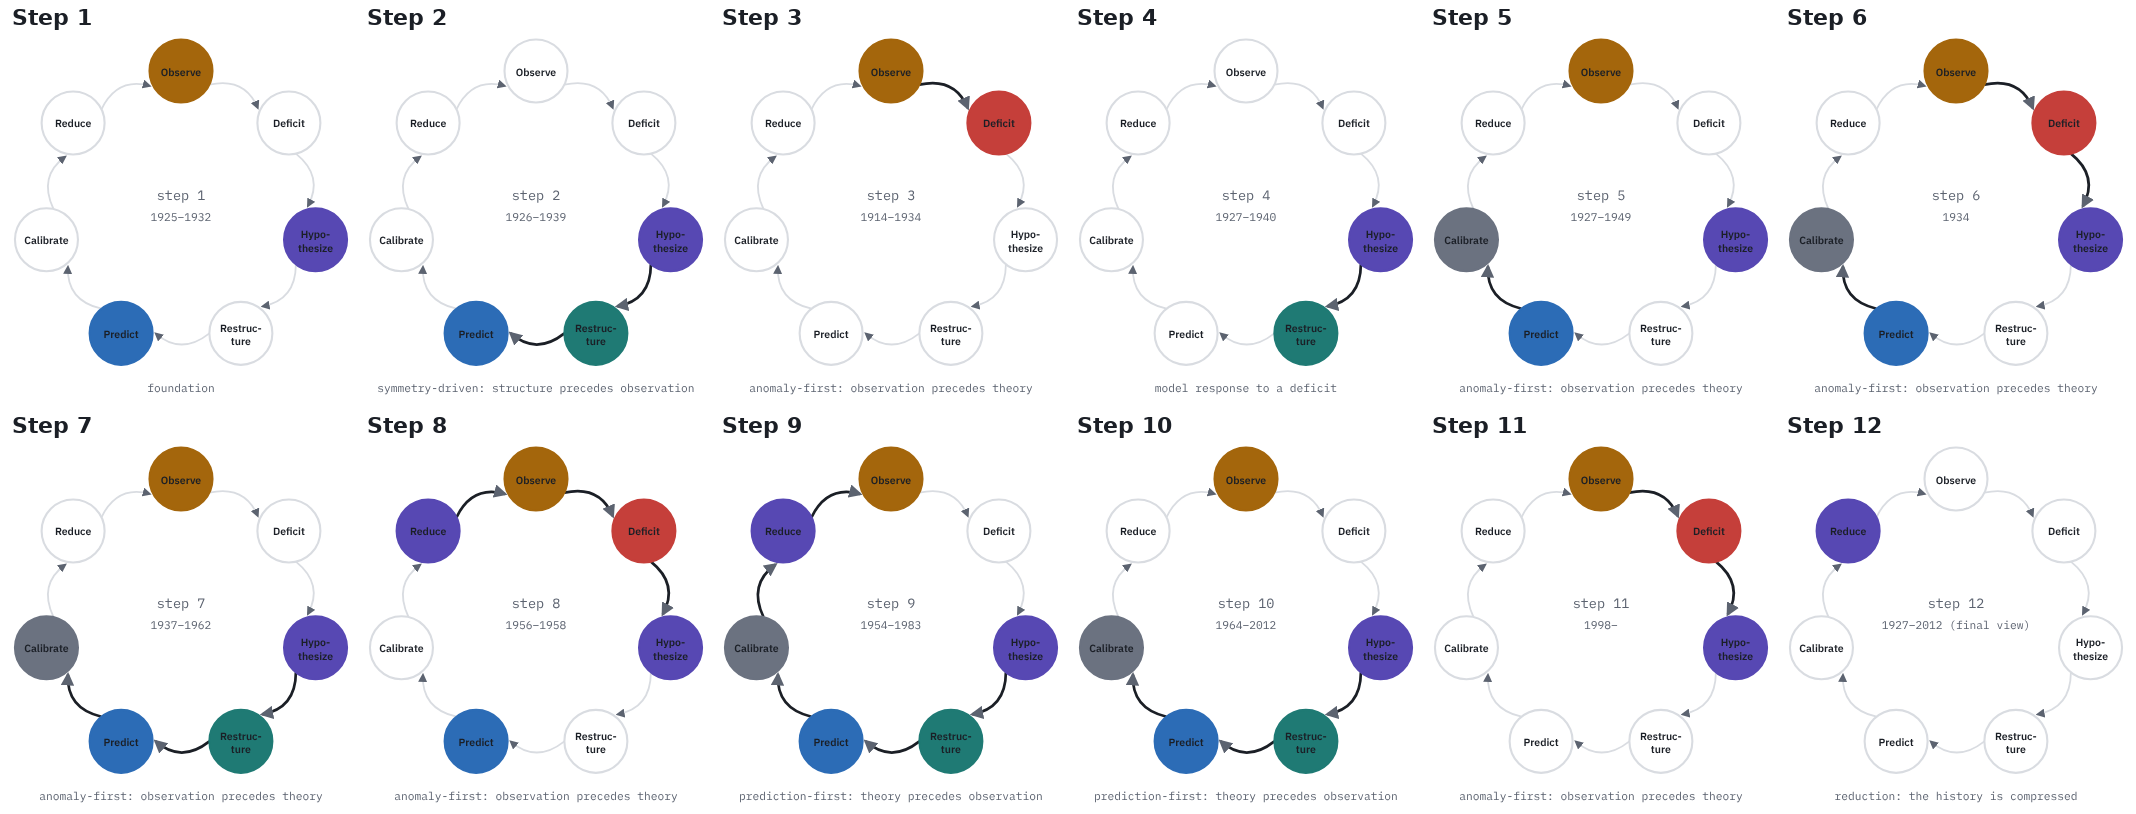 Step 1
Observe
Reduce
Deficit
step 1
1925–1932
Calibrate
Hypo-
thesize
Predict
Restruc-
ture
foundation
Step 2
Observe
Reduce
Deficit
step 2
1926–1939
Calibrate
Hypo-
thesize
Predict
Restruc-
ture
symmetry-driven: structure precedes observation
Step 3
Observe
Reduce
Deficit
step 3
1914–1934
Calibrate
Hypo-
thesize
Predict
Restruc-
ture
anomaly-first: observation precedes theory
Step 4
Observe
Reduce
Deficit
step 4
1927–1940
Calibrate
Hypo-
thesize
Predict
Restruc-
ture
model response to a deficit
Step 5
Observe
Reduce
Deficit
step 5
1927–1949
Calibrate
Hypo-
thesize
Predict
Restruc-
ture
anomaly-first: observation precedes theory
Step 6
Observe
Reduce
Deficit
step 6
1934
Calibrate
Hypo-
thesize
Predict
Restruc-
ture
anomaly-first: observation precedes theory
Step 7
Observe
Reduce
Deficit
step 7
1937–1962
Calibrate
Hypo-
thesize
Predict
Restruc-
ture
anomaly-first: observation precedes theory
Step 8
Observe
Reduce
Deficit
step 8
1956–1958
Calibrate
Hypo-
thesize
Predict
Restruc-
ture
anomaly-first: observation precedes theory
Step 9
Observe
Reduce
Deficit
step 9
1954–1983
Calibrate
Hypo-
thesize
Predict
Restruc-
ture
prediction-first: theory precedes observation
Step 10
Observe
Reduce
Deficit
step 10
1964–2012
Calibrate
Hypo-
thesize
Predict
Restruc-
ture
prediction-first: theory precedes observation
Step 11
Observe
Reduce
Deficit
step 11
1998–
Calibrate
Hypo-
thesize
Predict
Restruc-
ture
anomaly-first: observation precedes theory
Step 12
Observe
Reduce
Deficit
step 12
1927–2012 (final view)
Calibrate
Hypo-
thesize
Predict
Restruc-
ture
reduction: the history is compressed